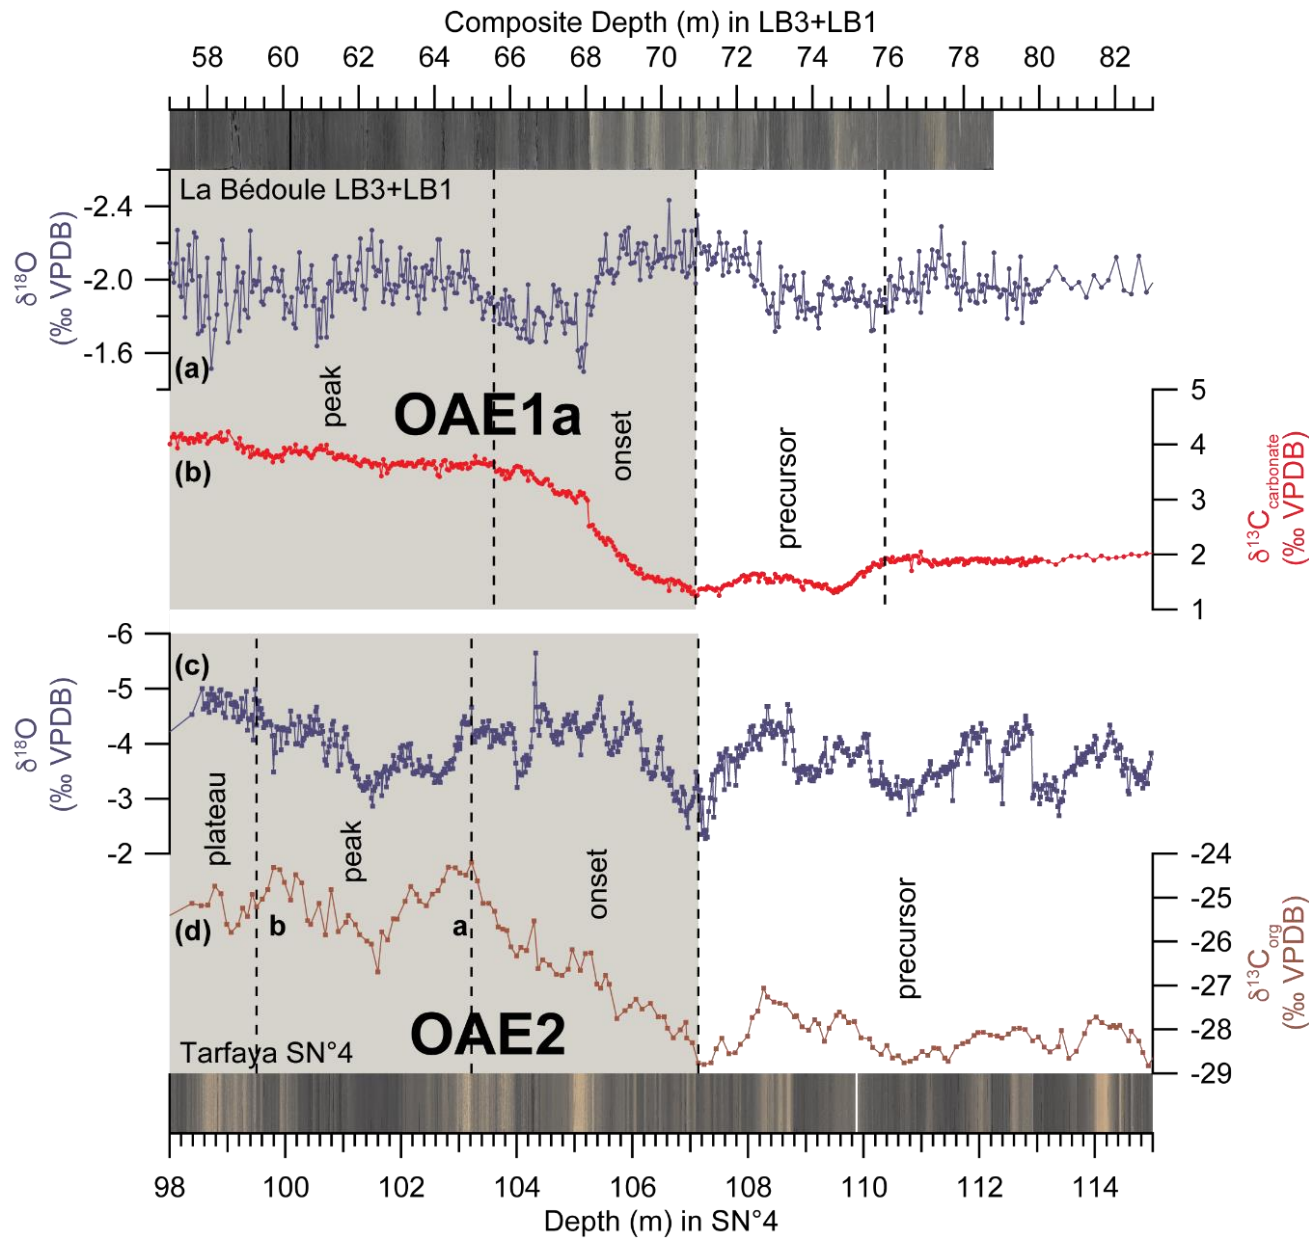 Composite Depth (m) in LB3+LB1
58 60 62 64 66 68 70 72 74 76 78 80 82
La Bédoule LB3+LB1
-2.4
-2.0
-1.6
δ¹⁸O
(‰ VPDB)
(a)
peak
OAE1a
onset
precursor
(b)
5
4
3
2
1
δ¹³Ccarbonate
(‰ VPDB)
-6
-5
-4
-3
-2
δ¹⁸O
(‰ VPDB)
(c)
plateau
peak
onset
precursor
(d)
b
a
OAE2
Tarfaya SN°4
-24
-25
-26
-27
-28
-29
δ¹³Corg
(‰ VPDB)
98 100 102 104 106 108 110 112 114
Depth (m) in SN°4